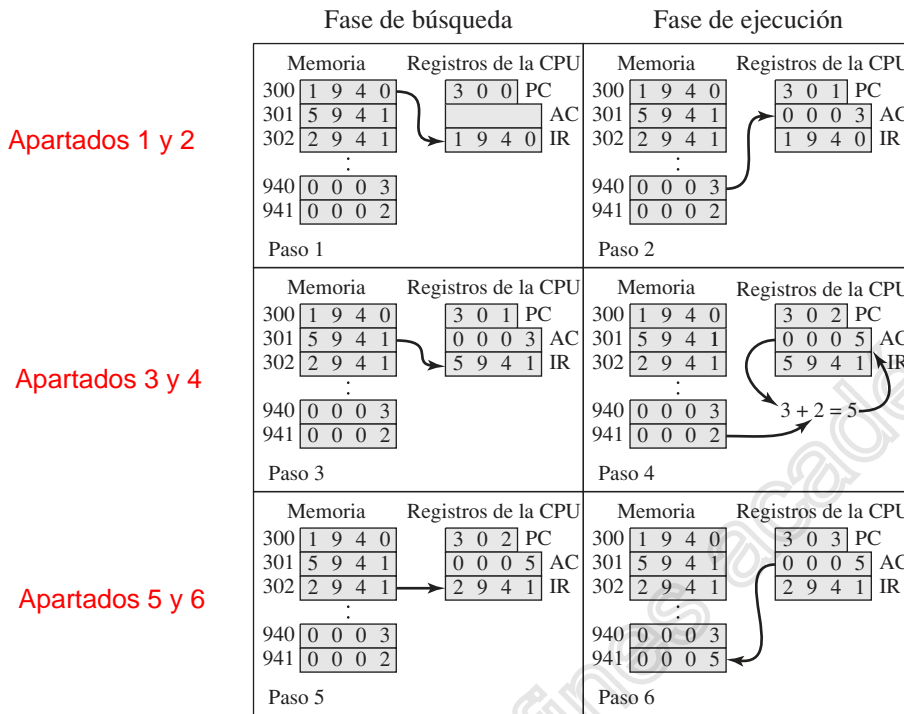 Fase de búsqueda Fase de ejecución
Apartados 1 y 2
Memoria Registros de la CPU
300 1 9 4 0 3 0 0 PC
301 5 9 4 1 AC
302 2 9 4 1 1 9 4 0 IR
940 0 0 0 3
941 0 0 0 2
Paso 1
Memoria Registros de la CPU
300 1 9 4 0 3 0 1 PC
301 5 9 4 1 0 0 0 3 AC
302 2 9 4 1 1 9 4 0 IR
940 0 0 0 3
941 0 0 0 2
Paso 2
Apartados 3 y 4
Memoria Registros de la CPU
300 1 9 4 0 3 0 1 PC
301 5 9 4 1 0 0 0 3 AC
302 2 9 4 1 5 9 4 1 IR
940 0 0 0 3
941 0 0 0 2
Paso 3
Memoria Registros de la CPU
300 1 9 4 0 3 0 2 PC
301 5 9 4 1 0 0 0 5 AC
302 2 9 4 1 5 9 4 1 IR
940 0 0 0 3 3 + 2 = 5
941 0 0 0 2
Paso 4
Apartados 5 y 6
Memoria Registros de la CPU
300 1 9 4 0 3 0 2 PC
301 5 9 4 1 0 0 0 5 AC
302 2 9 4 1 2 9 4 1 IR
940 0 0 0 3
941 0 0 0 2
Paso 5
Memoria Registros de la CPU
300 1 9 4 0 3 0 3 PC
301 5 9 4 1 0 0 0 5 AC
302 2 9 4 1 2 9 4 1 IR
940 0 0 0 3
941 0 0 0 5
Paso 6
fines acade